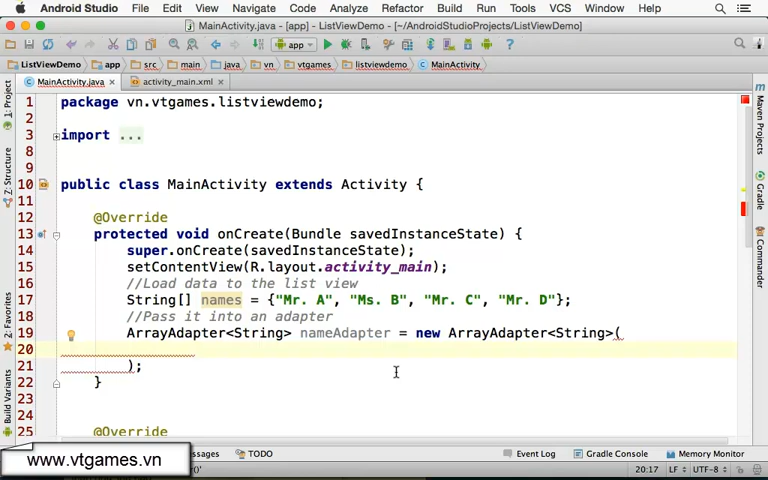 Android Studio File Edit View Navigate Code Analyze Refactor Build Run Tools VCS Window Help
MainActivity.java - [app] - ListViewDemo - [~/AndroidStudioProjects/ListViewDemo]
app
ListViewDemo app src main java vn vtgames listviewdemo MainActivity
MainActivity.java activity_main.xml
1: Project
7: Structure
2: Favorites
Build Variants
Maven Projects
Gradle
Commander
1 package vn.vtgames.listviewdemo;
2
3 import ...
8
9
10 public class MainActivity extends Activity {
11
12 @Override
13 protected void onCreate(Bundle savedInstanceState) {
14 super.onCreate(savedInstanceState);
15 setContentView(R.layout.activity_main);
16 //Load data to the list view
17 String[] names = {"Mr. A", "Ms. B", "Mr. C", "Mr. D"};
18 //Pass it into an adapter
19 ArrayAdapter<String> nameAdapter = new ArrayAdapter<String>(
20
21 );
22 }
23
24
25 @Override
www.vtgames.vn
TODO Event Log Gradle Console Memory Monitor
20:17 LF UTF-8